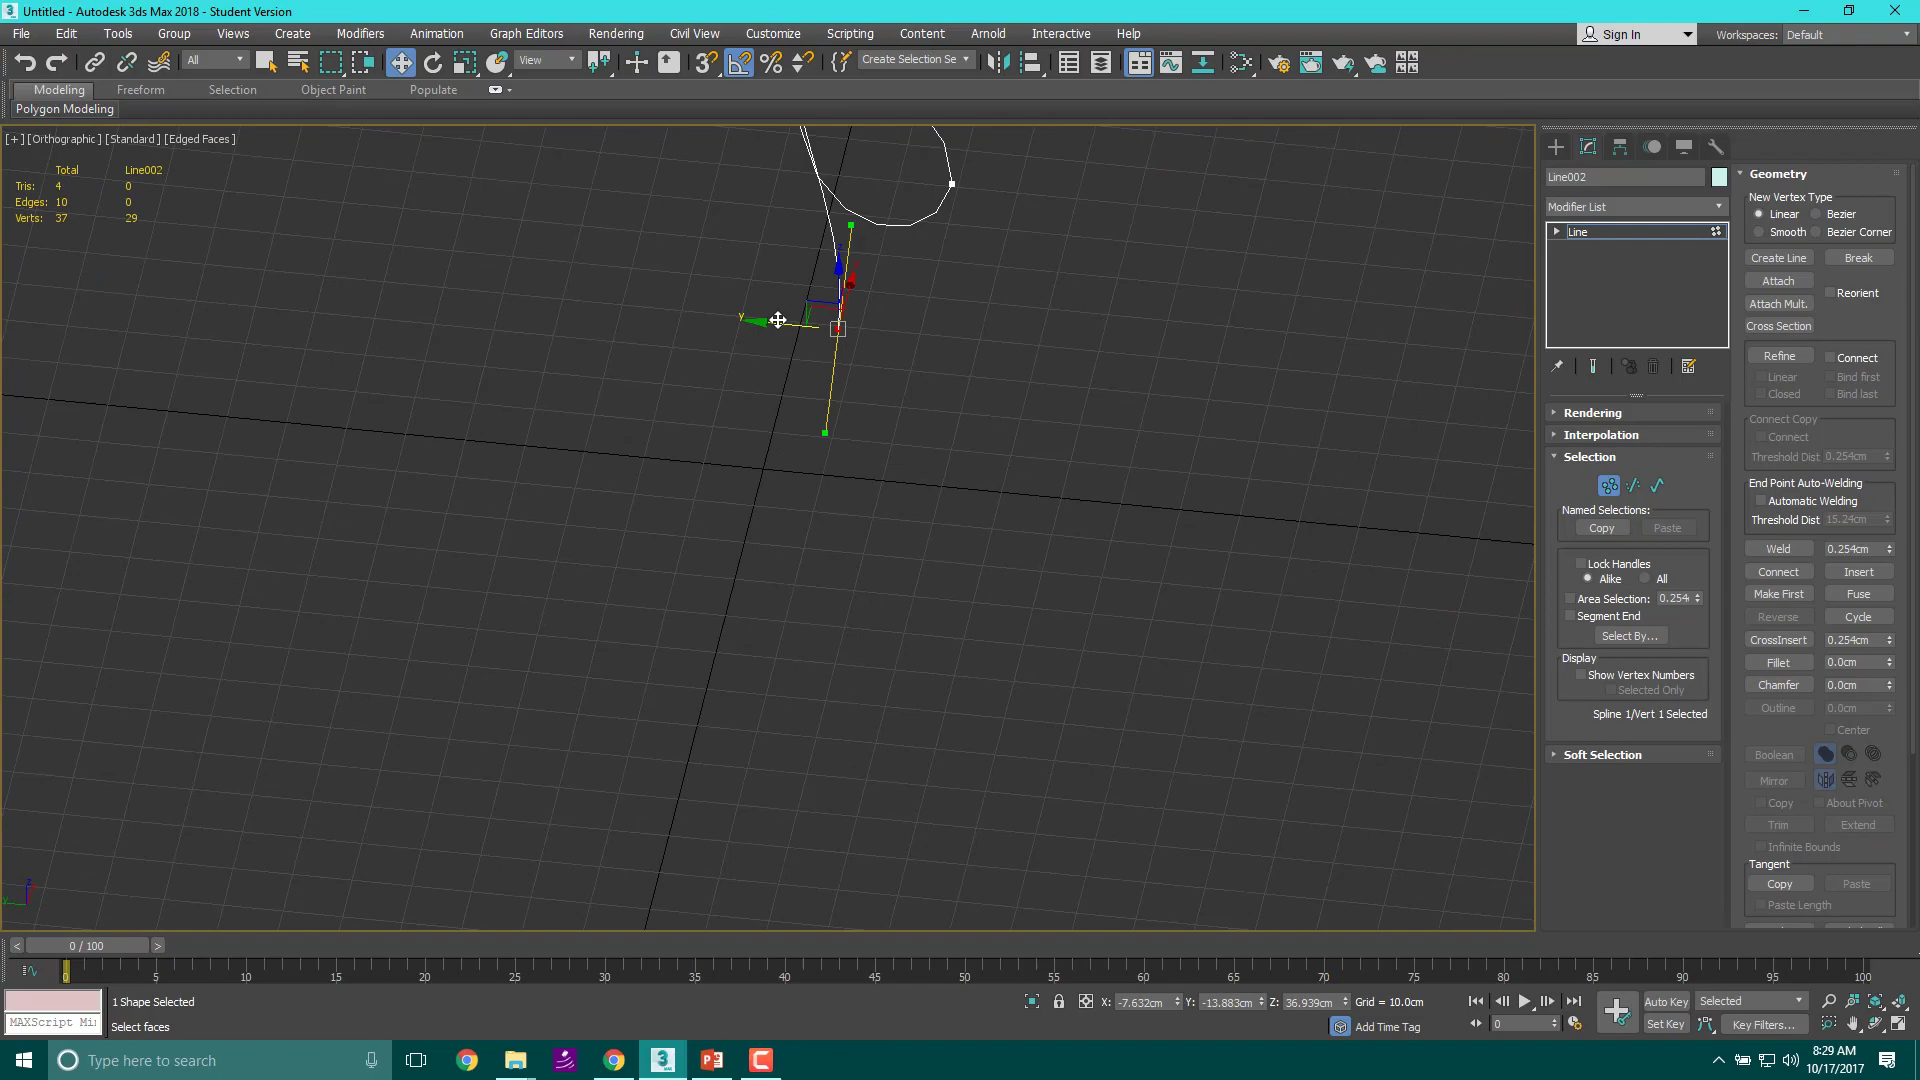 Untitled - Autodesk 3ds Max 2018 - Student Version
File Edit Tools Group Views Create Modifiers Animation Graph Editors Rendering Civil View Customize Scripting Content Arnold Interactive Help
Sign In Workspaces: Default
All View Create Selection Se
Modeling Freeform Selection Object Paint Populate
Polygon Modeling
[+] [Orthographic] [Standard] [Edged Faces]
Total Line002
Tris: 4 0
Edges: 10 0
Verts: 37 29
y
Line002
Modifier List
Line
Rendering
Interpolation
Selection
Named Selections:
Copy Paste
Lock Handles
Alike All
Area Selection: 0.254
Segment End
Select By...
Display
Show Vertex Numbers
Selected Only
Spline 1/Vert 1 Selected
Soft Selection
Geometry
New Vertex Type
Linear Bezier
Smooth Bezier Corner
Create Line Break
Attach
Reorient
Attach Mult.
Cross Section
Refine Connect
Linear Bind first
Closed Bind last
Connect Copy
Connect
Threshold Dist 0.254cm
End Point Auto-Welding
Automatic Welding
Threshold Dist 15.24cm
Weld 0.254cm
Connect Insert
Make First Fuse
Reverse Cycle
CrossInsert 0.254cm
Fillet 0.0cm
Chamfer 0.0cm
Outline 0.0cm
Center
Boolean
Mirror
Copy About Pivot
Trim Extend
Infinite Bounds
Tangent
Copy Paste
Paste Length
< 0 / 100 >
0 5 10 15 20 25 30 35 40 45 50 55 60 65 70 75 80 85 90 95 100
1 Shape Selected
X: -7.632cm Y: -13.883cm Z: 36.939cm Grid = 10.0cm
Auto Key Selected
MAXScript Mi
Select faces
Add Time Tag
0
Set Key Key Filters...
Type here to search
8:29 AM
10/17/2017